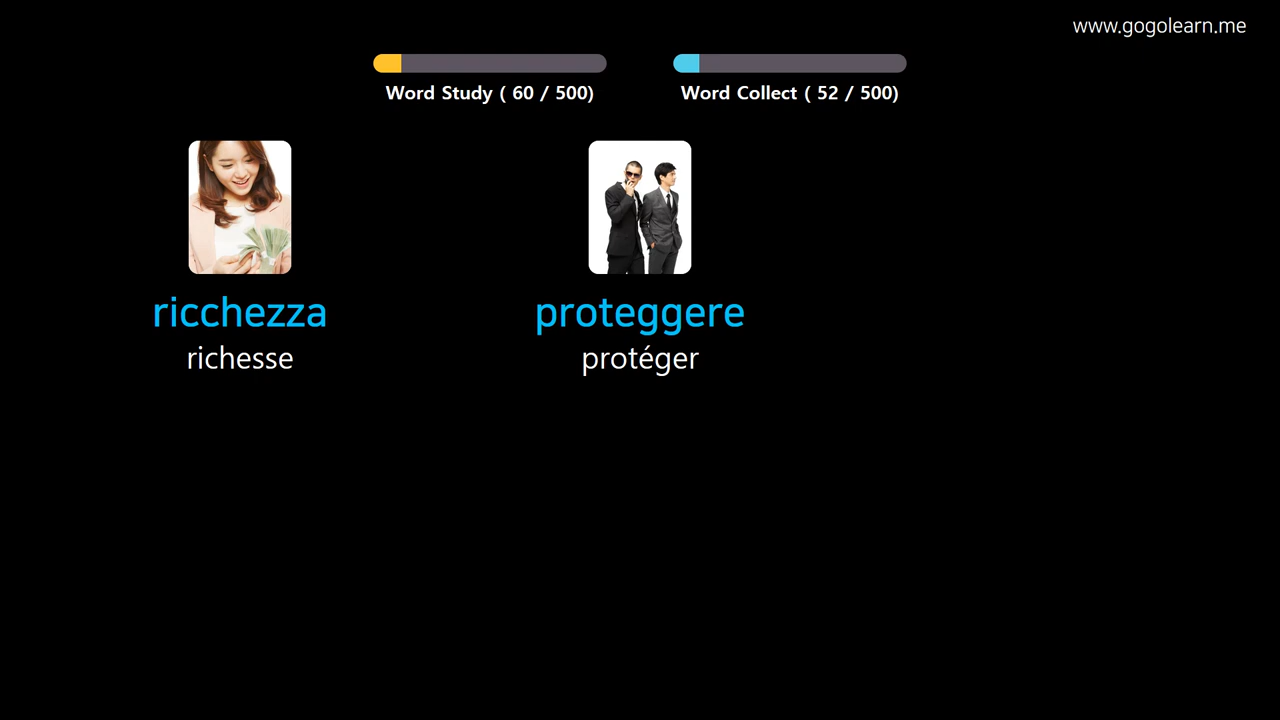 www.gogolearn.me
Word Study ( 60 / 500)
Word Collect ( 52 / 500)
ricchezza
richesse
proteggere
protéger